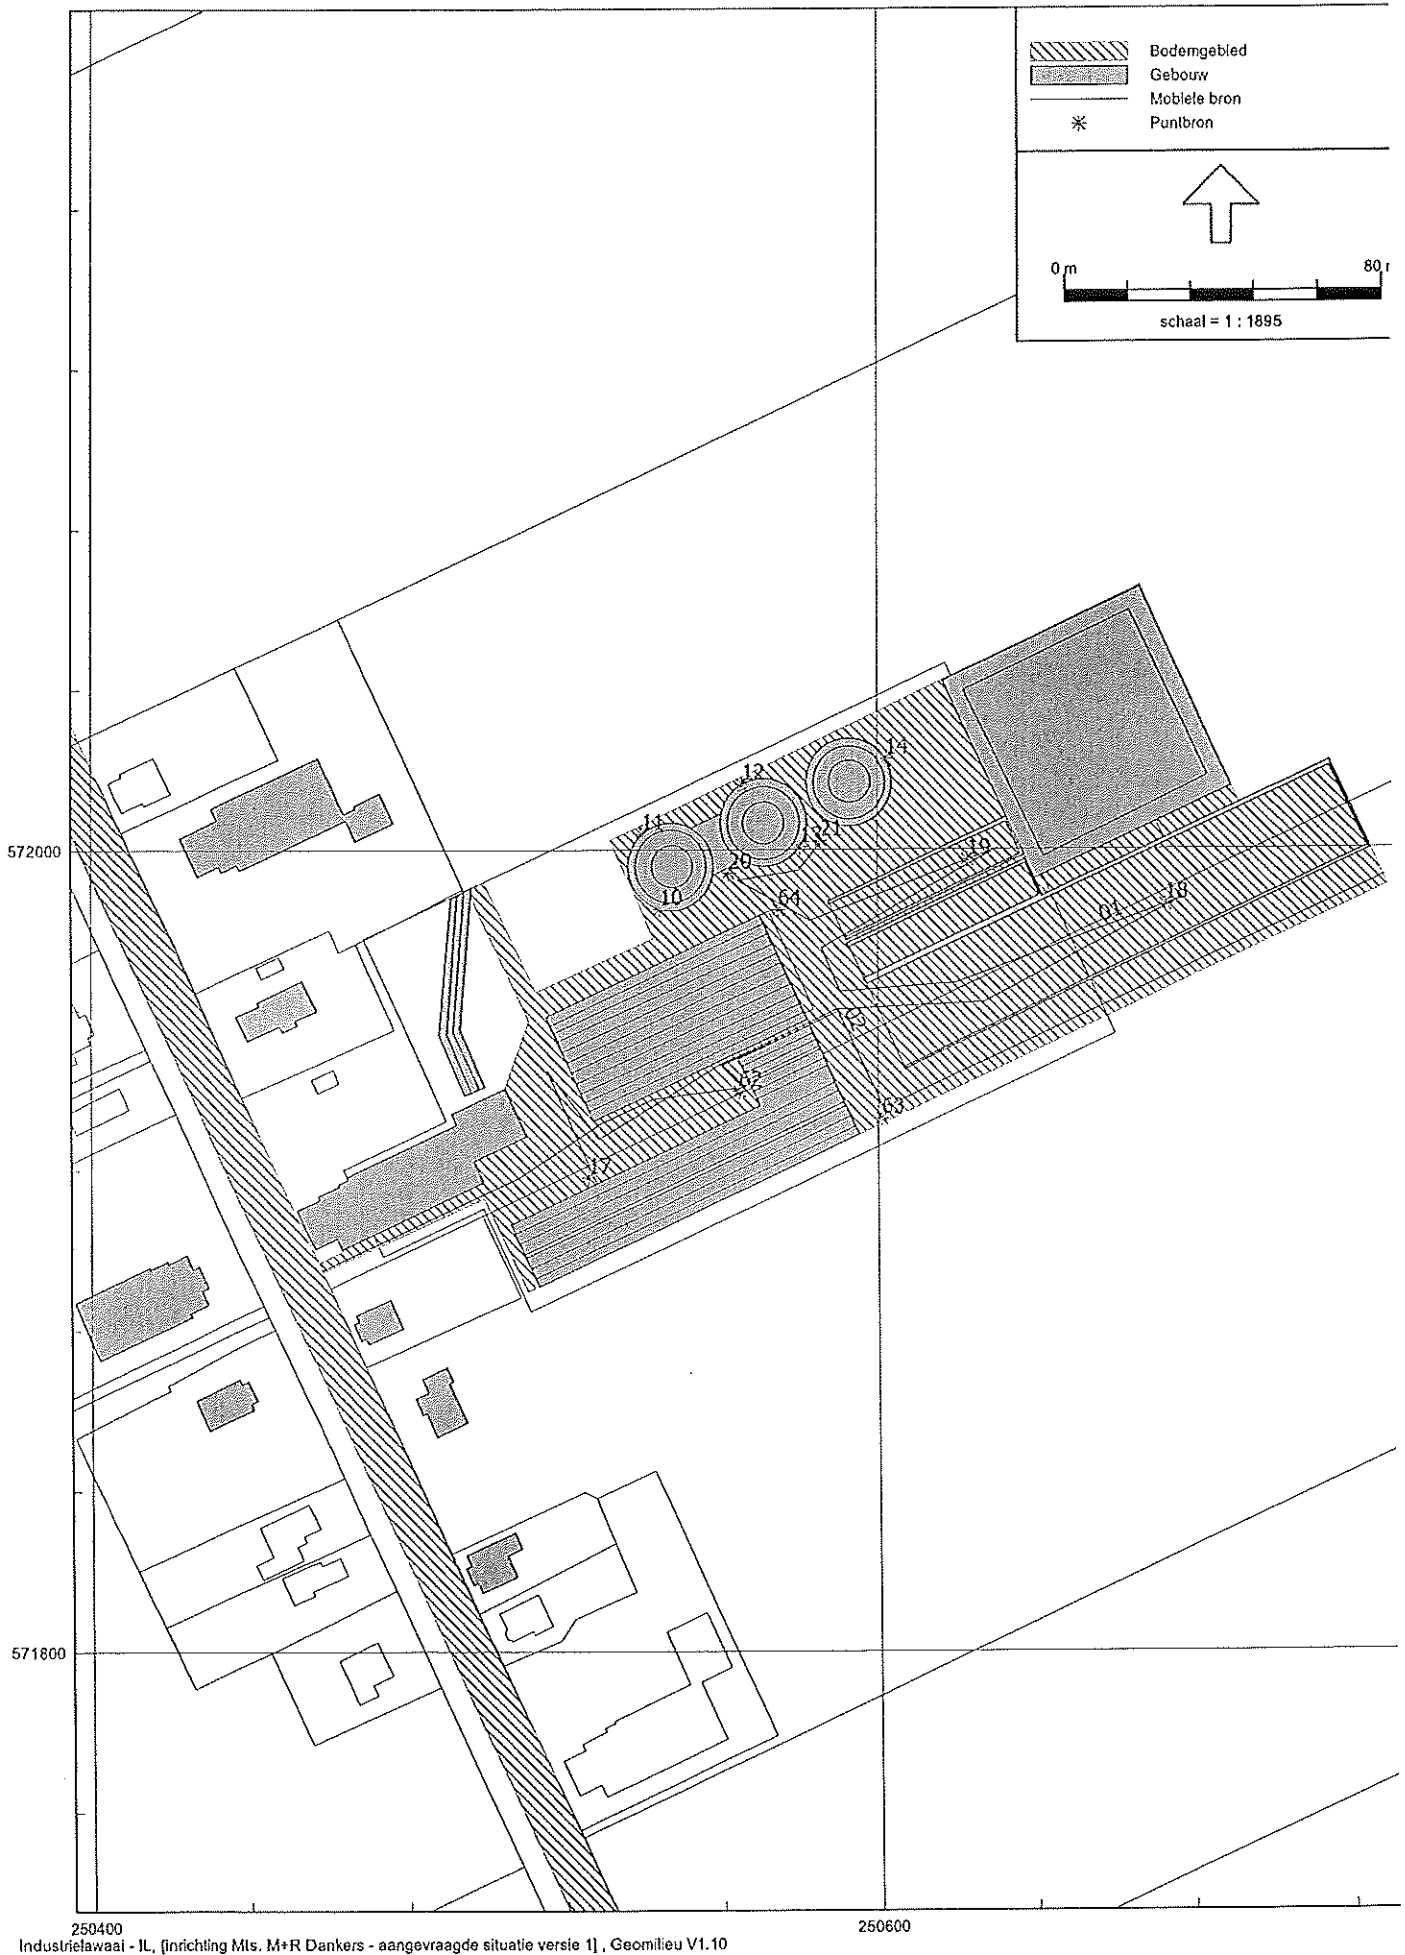 Bodemgebied
Gebouw
Mobiele bron
Puntbron
0 m 80
schaal = 1 : 1895
14
12
11
13
21
572000
20
19
10
64
01
18
02
62
63
17
571800
250400
250600
Industrielawaai - IL, [inrichting Mts. M+R Dankers - aangevraagde situatie versie 1] , Geomilieu V1.10